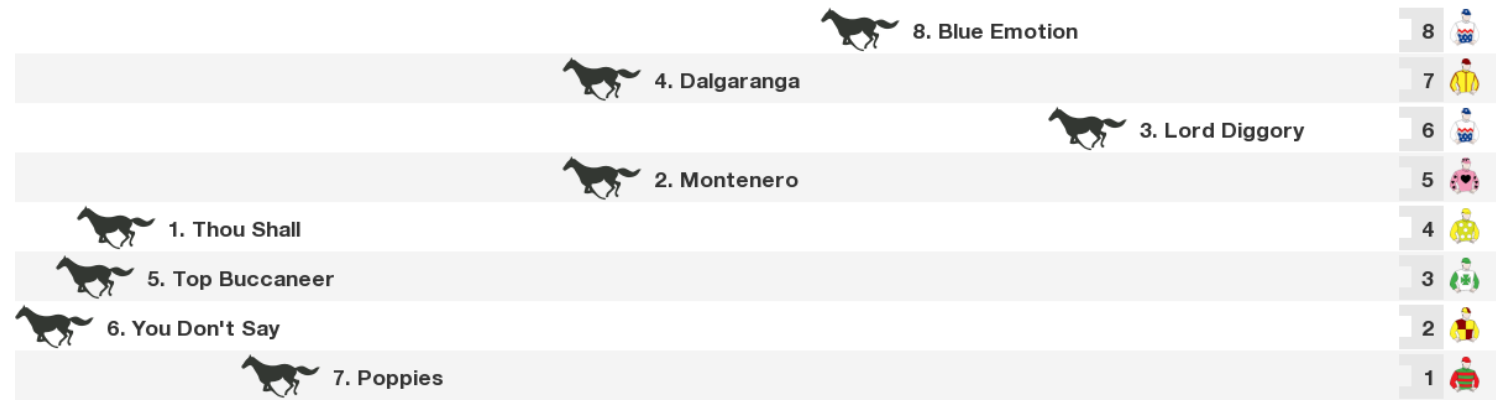 8. Blue Emotion 8
4. Dalgaranga 7
3. Lord Diggory 6
2. Montenero 5
1. Thou Shall 4
5. Top Buccaneer 3
6. You Don't Say 2
7. Poppies 1